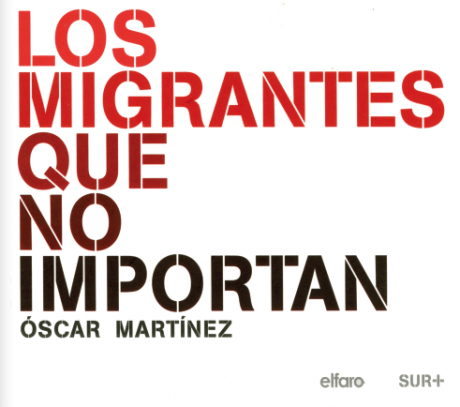 LOS
MIGRANTES
QUE
NO
IMPORTAN
ÓSCAR MARTÍNEZ
elfaro SUR+